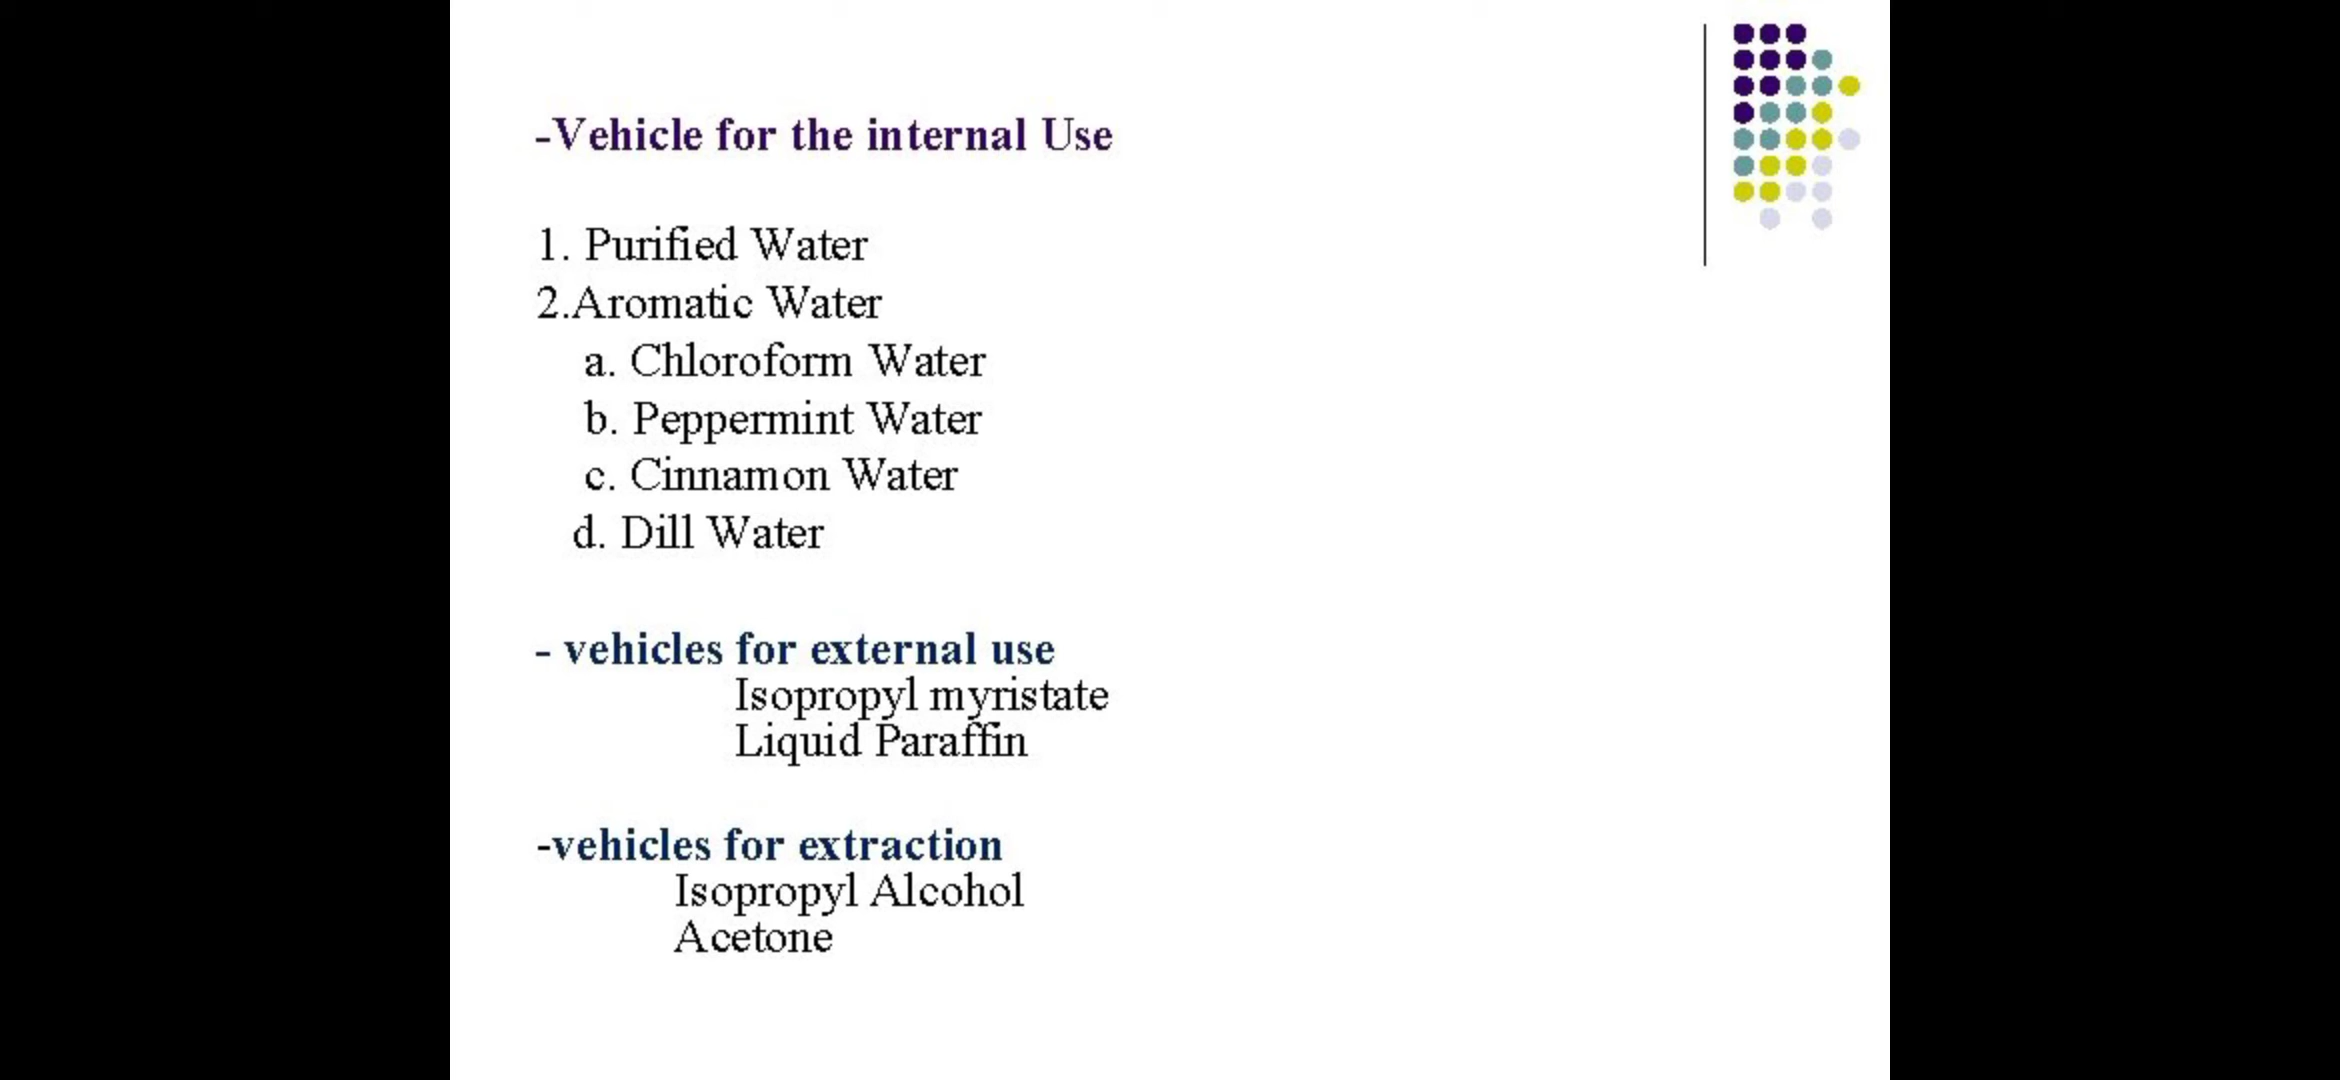 -Vehicle for the internal Use
1. Purified Water
2.Aromatic Water
a. Chloroform Water
b. Peppermint Water
c. Cinnamon Water
d. Dill Water
- vehicles for external use
Isopropyl myristate
Liquid Paraffin
-vehicles for extraction
Isopropyl Alcohol
Acetone